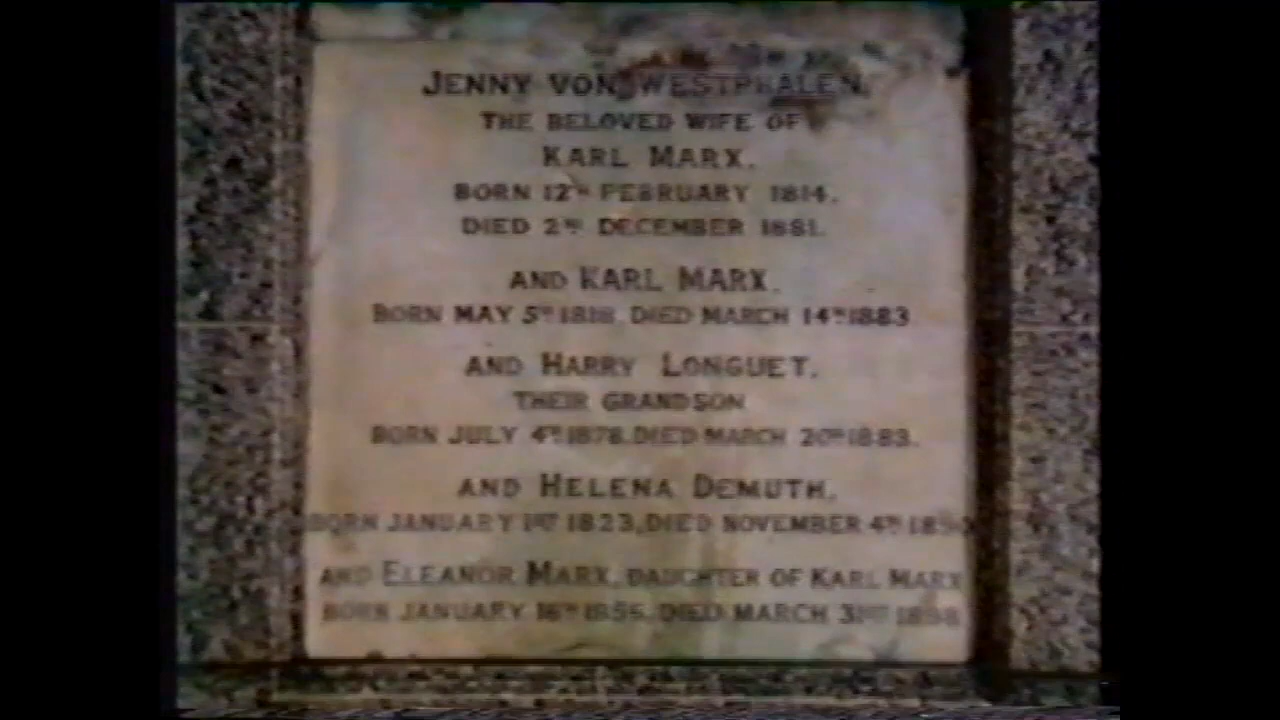 JENNY VON WESTPHALEN,
THE BELOVED WIFE OF
KARL MARX.
BORN 12TH FEBRUARY 1814.
DIED 2ND DECEMBER 1881.
AND KARL MARX.
BORN MAY 5TH 1818, DIED MARCH 14TH 1883
AND HARRY LONGUET.
THEIR GRANDSON
BORN JULY 4TH 1878. DIED MARCH 20TH 1883.
AND HELENA DEMUTH.
BORN JANUARY 1ST 1823, DIED NOVEMBER 4TH
AND ELEANOR MARX, DAUGHTER OF KARL MARX
BORN JANUARY 16TH 1856. DIED MARCH 31ST 1898